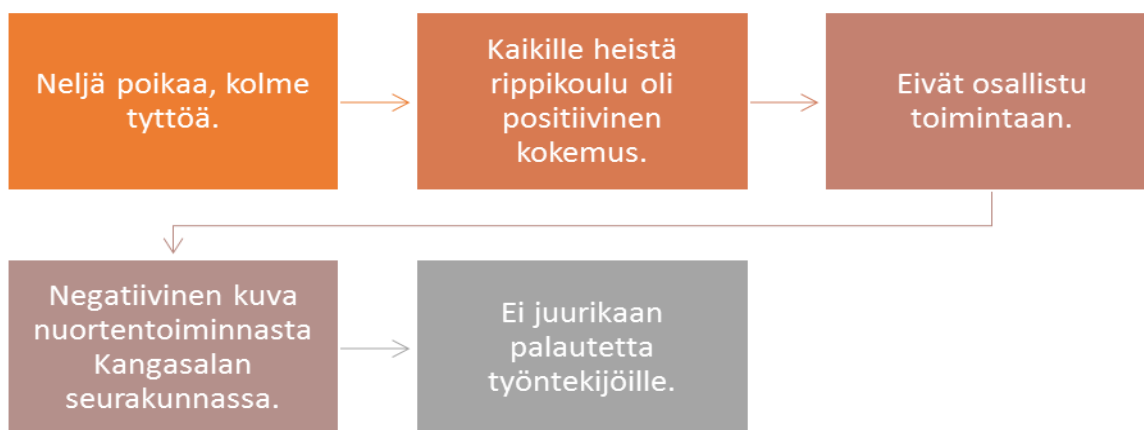 Neljä poikaa, kolme
tyttöä.
Kaikille heistä
rippikoulu oli
positiivinen
kokemus.
Eivät osallistu
toimintaan.
Negatiivinen kuva
nuortentoiminnasta
Kangasalan
seurakunnassa.
Ei juurikaan
palautetta
työntekijöille.